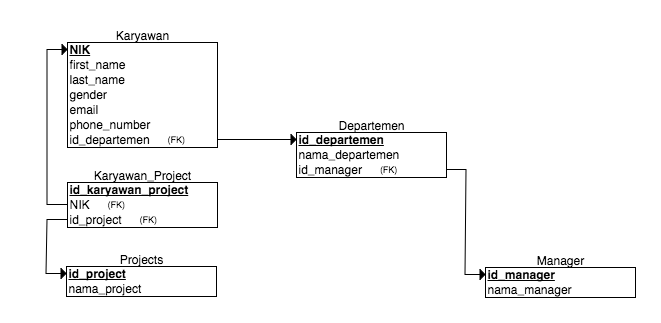 Karyawan
NIK
first_name
last_name
gender
email
phone_number
id_departemen (FK)
Departemen
id_departemen
nama_departemen
id_manager (FK)
Karyawan_Project
id_karyawan_project
NIK (FK)
id_project (FK)
Projects
id_project
nama_project
Manager
id_manager
nama_manager